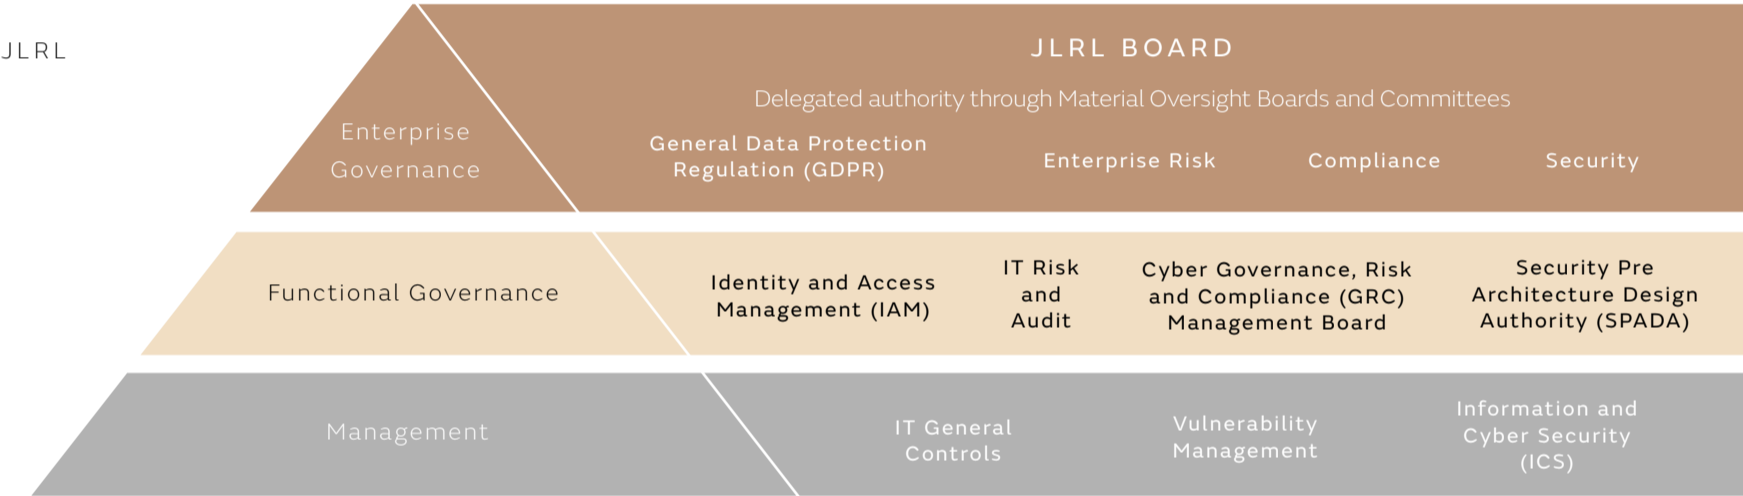 JLRL
JLRL BOARD
Delegated authority through Material Oversight Boards and Committees
Enterprise
Governance
General Data Protection
Regulation (GDPR)
Enterprise Risk
Compliance
Security
Functional Governance
Identity and Access
Management (IAM)
IT Risk
and
Audit
Cyber Governance, Risk
and Compliance (GRC)
Management Board
Security Pre
Architecture Design
Authority (SPADA)
Management
IT General
Controls
Vulnerability
Management
Information and
Cyber Security
(ICS)